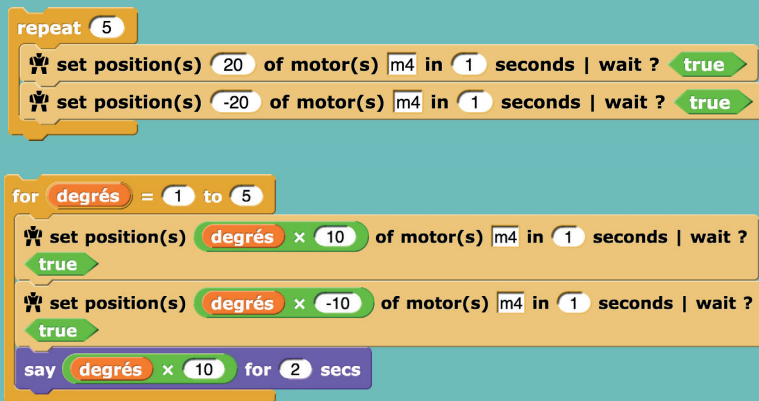 repeat 5
set position(s) 20 of motor(s) m4 in 1 seconds | wait ? true
set position(s) -20 of motor(s) m4 in 1 seconds | wait ? true
for degrés = 1 to 5
set position(s) degrés × 10 of motor(s) m4 in 1 seconds | wait ?
true
set position(s) degrés × -10 of motor(s) m4 in 1 seconds | wait ?
true
say degrés × 10 for 2 secs